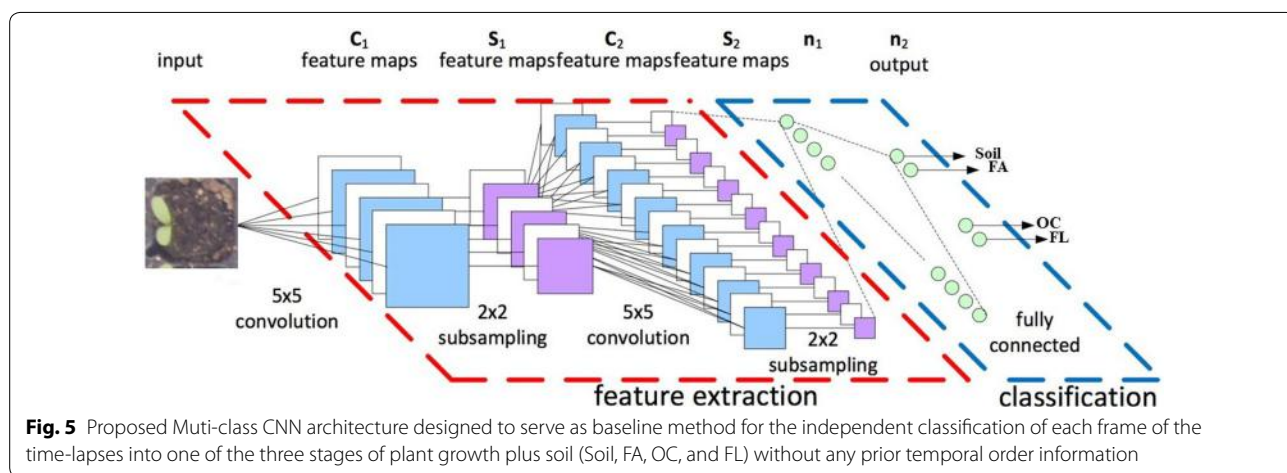 C₁ S₁ C₂ S₂ n₁ n₂
input feature maps feature maps feature maps feature maps output
Soil
FA
OC
FL
5x5 convolution
2x2 subsampling
5x5 convolution
2x2 subsampling
fully connected
feature extraction classification
Fig. 5 Proposed Muti-class CNN architecture designed to serve as baseline method for the independent classification of each frame of the
time-lapses into one of the three stages of plant growth plus soil (Soil, FA, OC, and FL) without any prior temporal order information